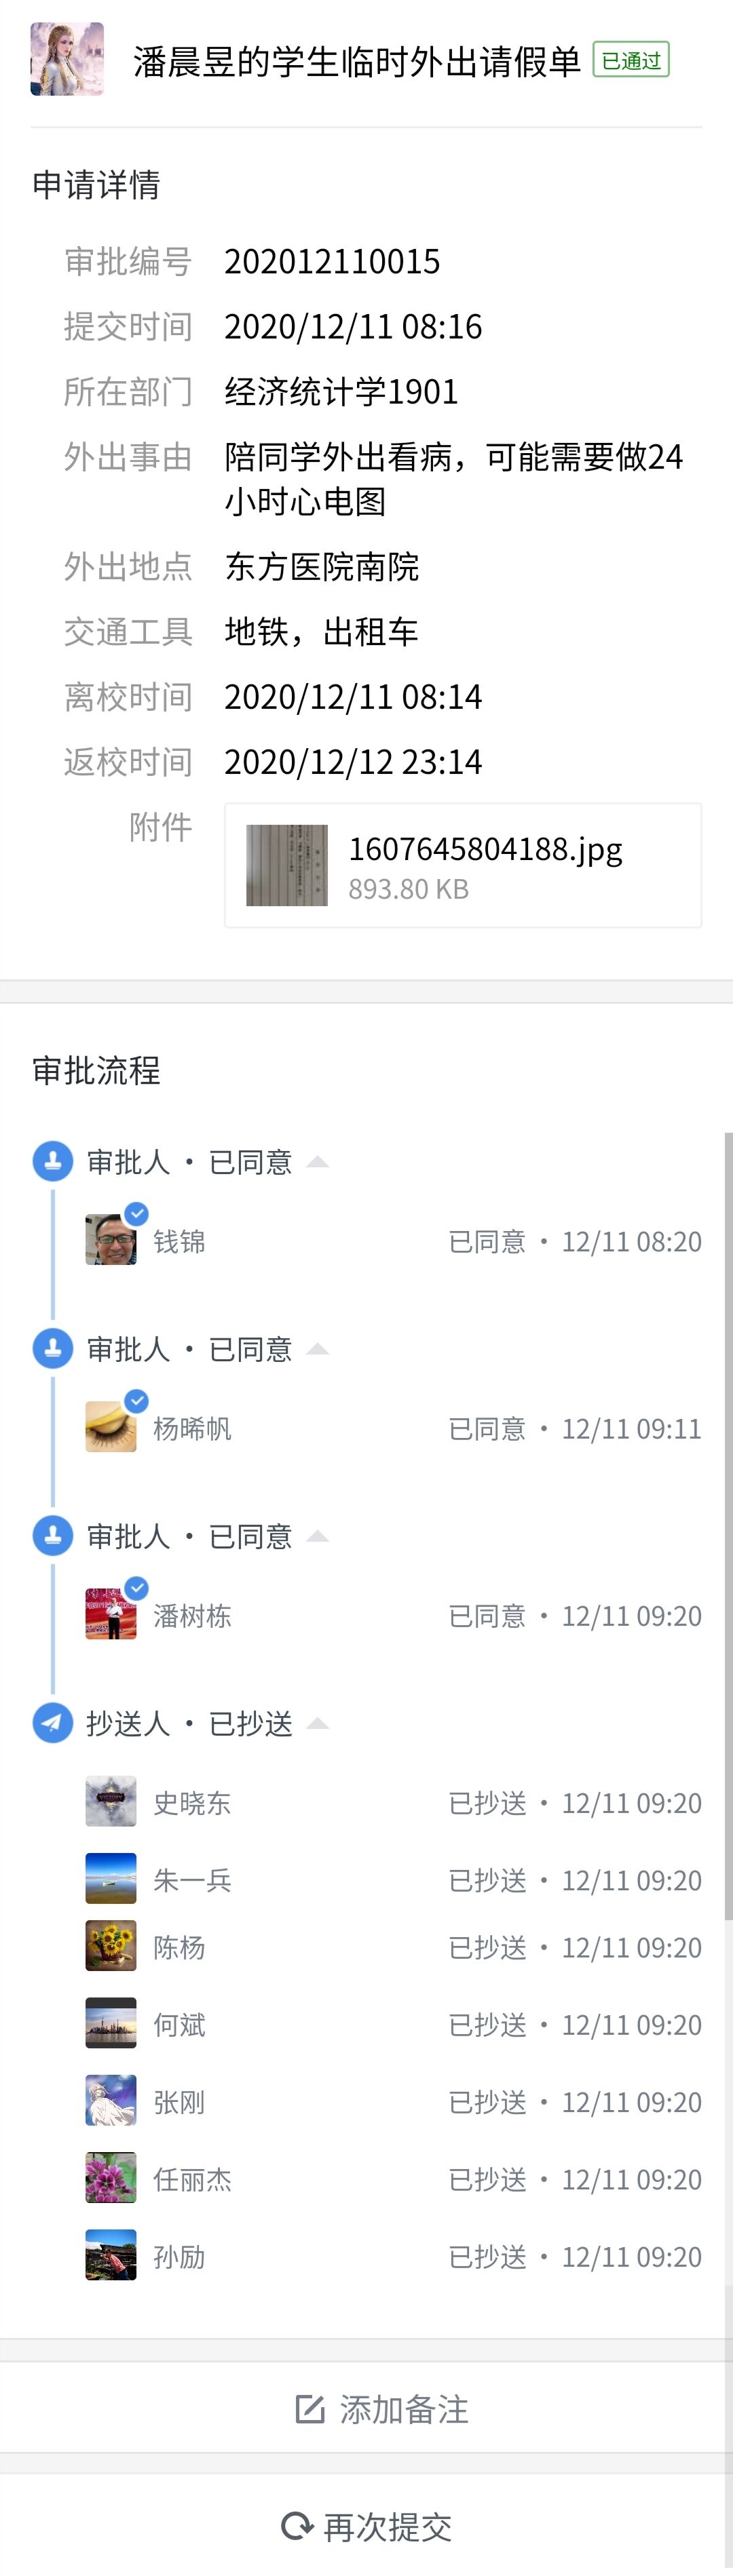 潘晨昱的学生临时外出请假单 已通过
申请详情
审批编号 202012110015
提交时间 2020/12/11 08:16
所在部门 经济统计学1901
外出事由 陪同学外出看病，可能需要做24
小时心电图
外出地点 东方医院南院
交通工具 地铁，出租车
离校时间 2020/12/11 08:14
返校时间 2020/12/12 23:14
附件 1607645804188.jpg
893.80 KB
审批流程
审批人 · 已同意
钱锦 已同意 · 12/11 08:20
审批人 · 已同意
杨晞帆 已同意 · 12/11 09:11
审批人 · 已同意
潘树栋 已同意 · 12/11 09:20
抄送人 · 已抄送
史晓东 已抄送 · 12/11 09:20
朱一兵 已抄送 · 12/11 09:20
陈杨 已抄送 · 12/11 09:20
何斌 已抄送 · 12/11 09:20
张刚 已抄送 · 12/11 09:20
任丽杰 已抄送 · 12/11 09:20
孙励 已抄送 · 12/11 09:20
添加备注
再次提交